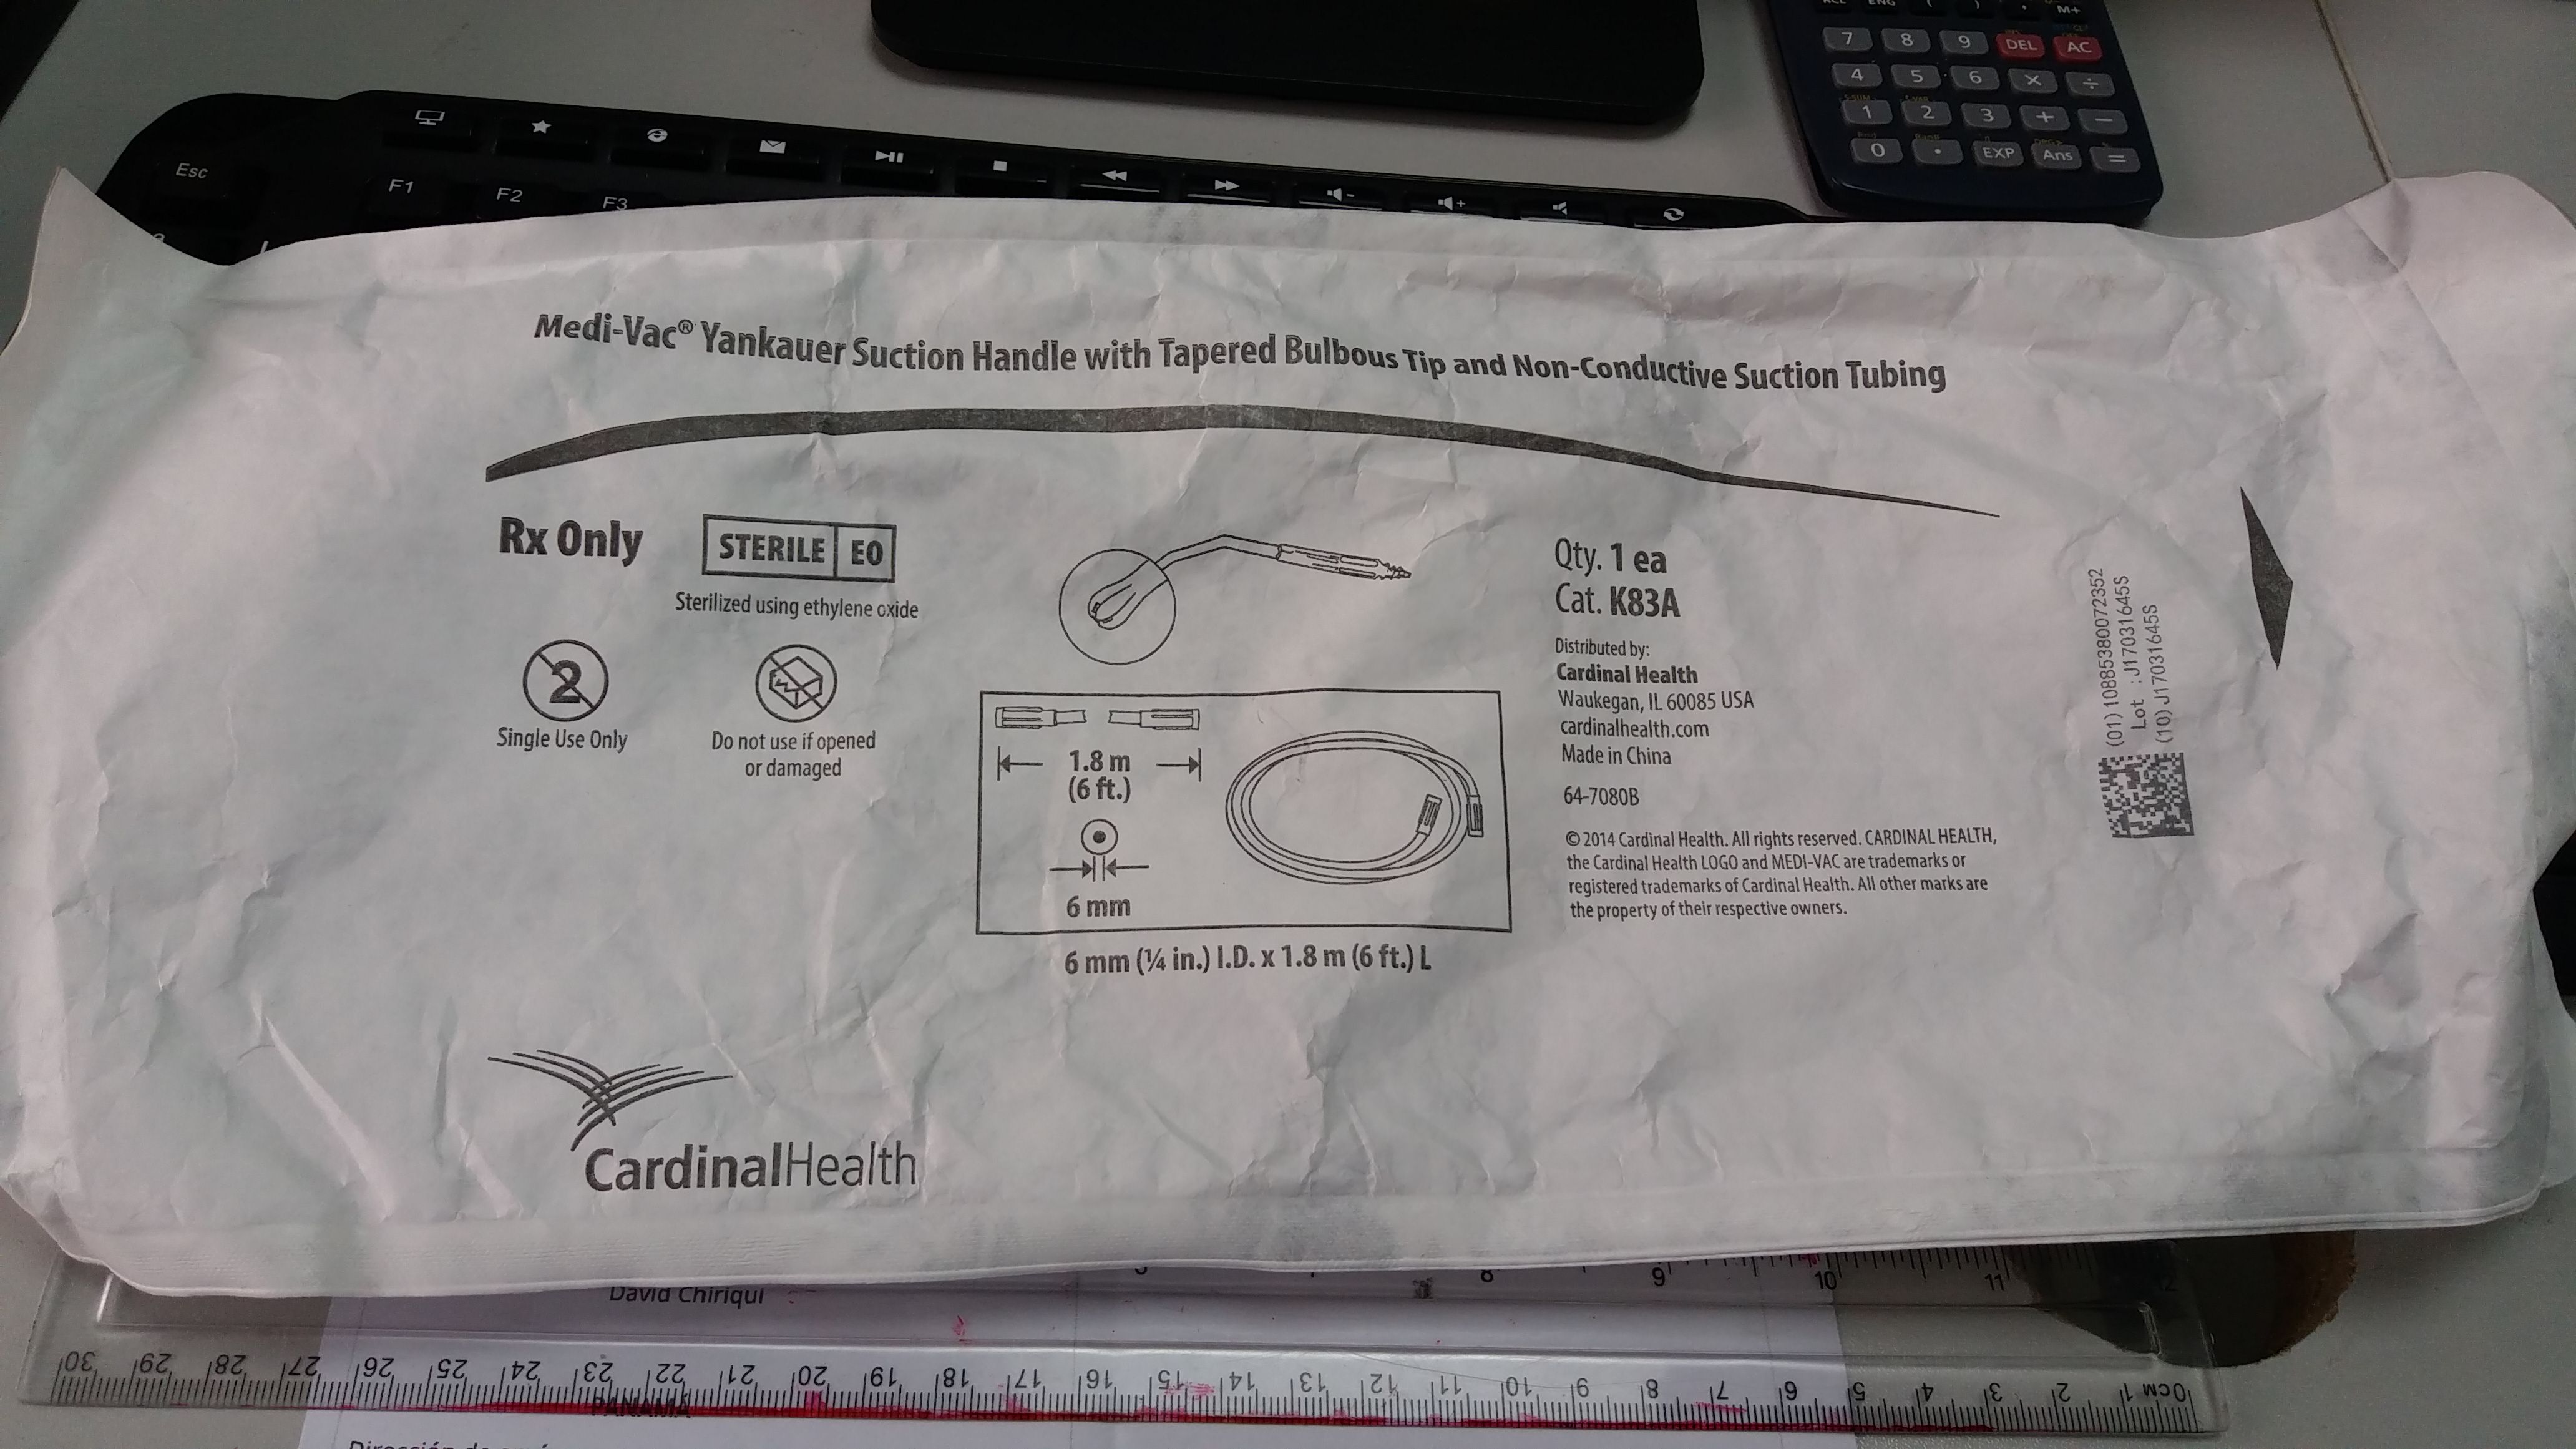 M+
7 8 9 DEL AC
4 5 6 × ÷
1 2 3 + −
0 . EXP Ans =
Esc
F1 F2 F3
Medi-Vac® Yankauer Suction Handle with Tapered Bulbous Tip and Non-Conductive Suction Tubing
Rx Only
STERILE EO
Sterilized using ethylene oxide
2
Single Use Only
Do not use if opened
or damaged
1.8 m
(6 ft.)
6 mm
6 mm (¼ in.) I.D. x 1.8 m (6 ft.) L
Qty. 1 ea
Cat. K83A
Distributed by:
Cardinal Health
Waukegan, IL 60085 USA
cardinalhealth.com
Made in China
64-7080B
© 2014 Cardinal Health. All rights reserved. CARDINAL HEALTH,
the Cardinal Health LOGO and MEDI-VAC are trademarks or
registered trademarks of Cardinal Health. All other marks are
the property of their respective owners.
(01) 10885380072352
Lot : J17031645S
(10) J17031645S
CardinalHealth
8 9 10 11 12
David Chiriqui
30 29 28 27 26 25 24 23 22 21 20 19 18 17 16 15 14 13 12 11 10 9 8 7 6 5 4 3 2 1 0CM
PANAMA